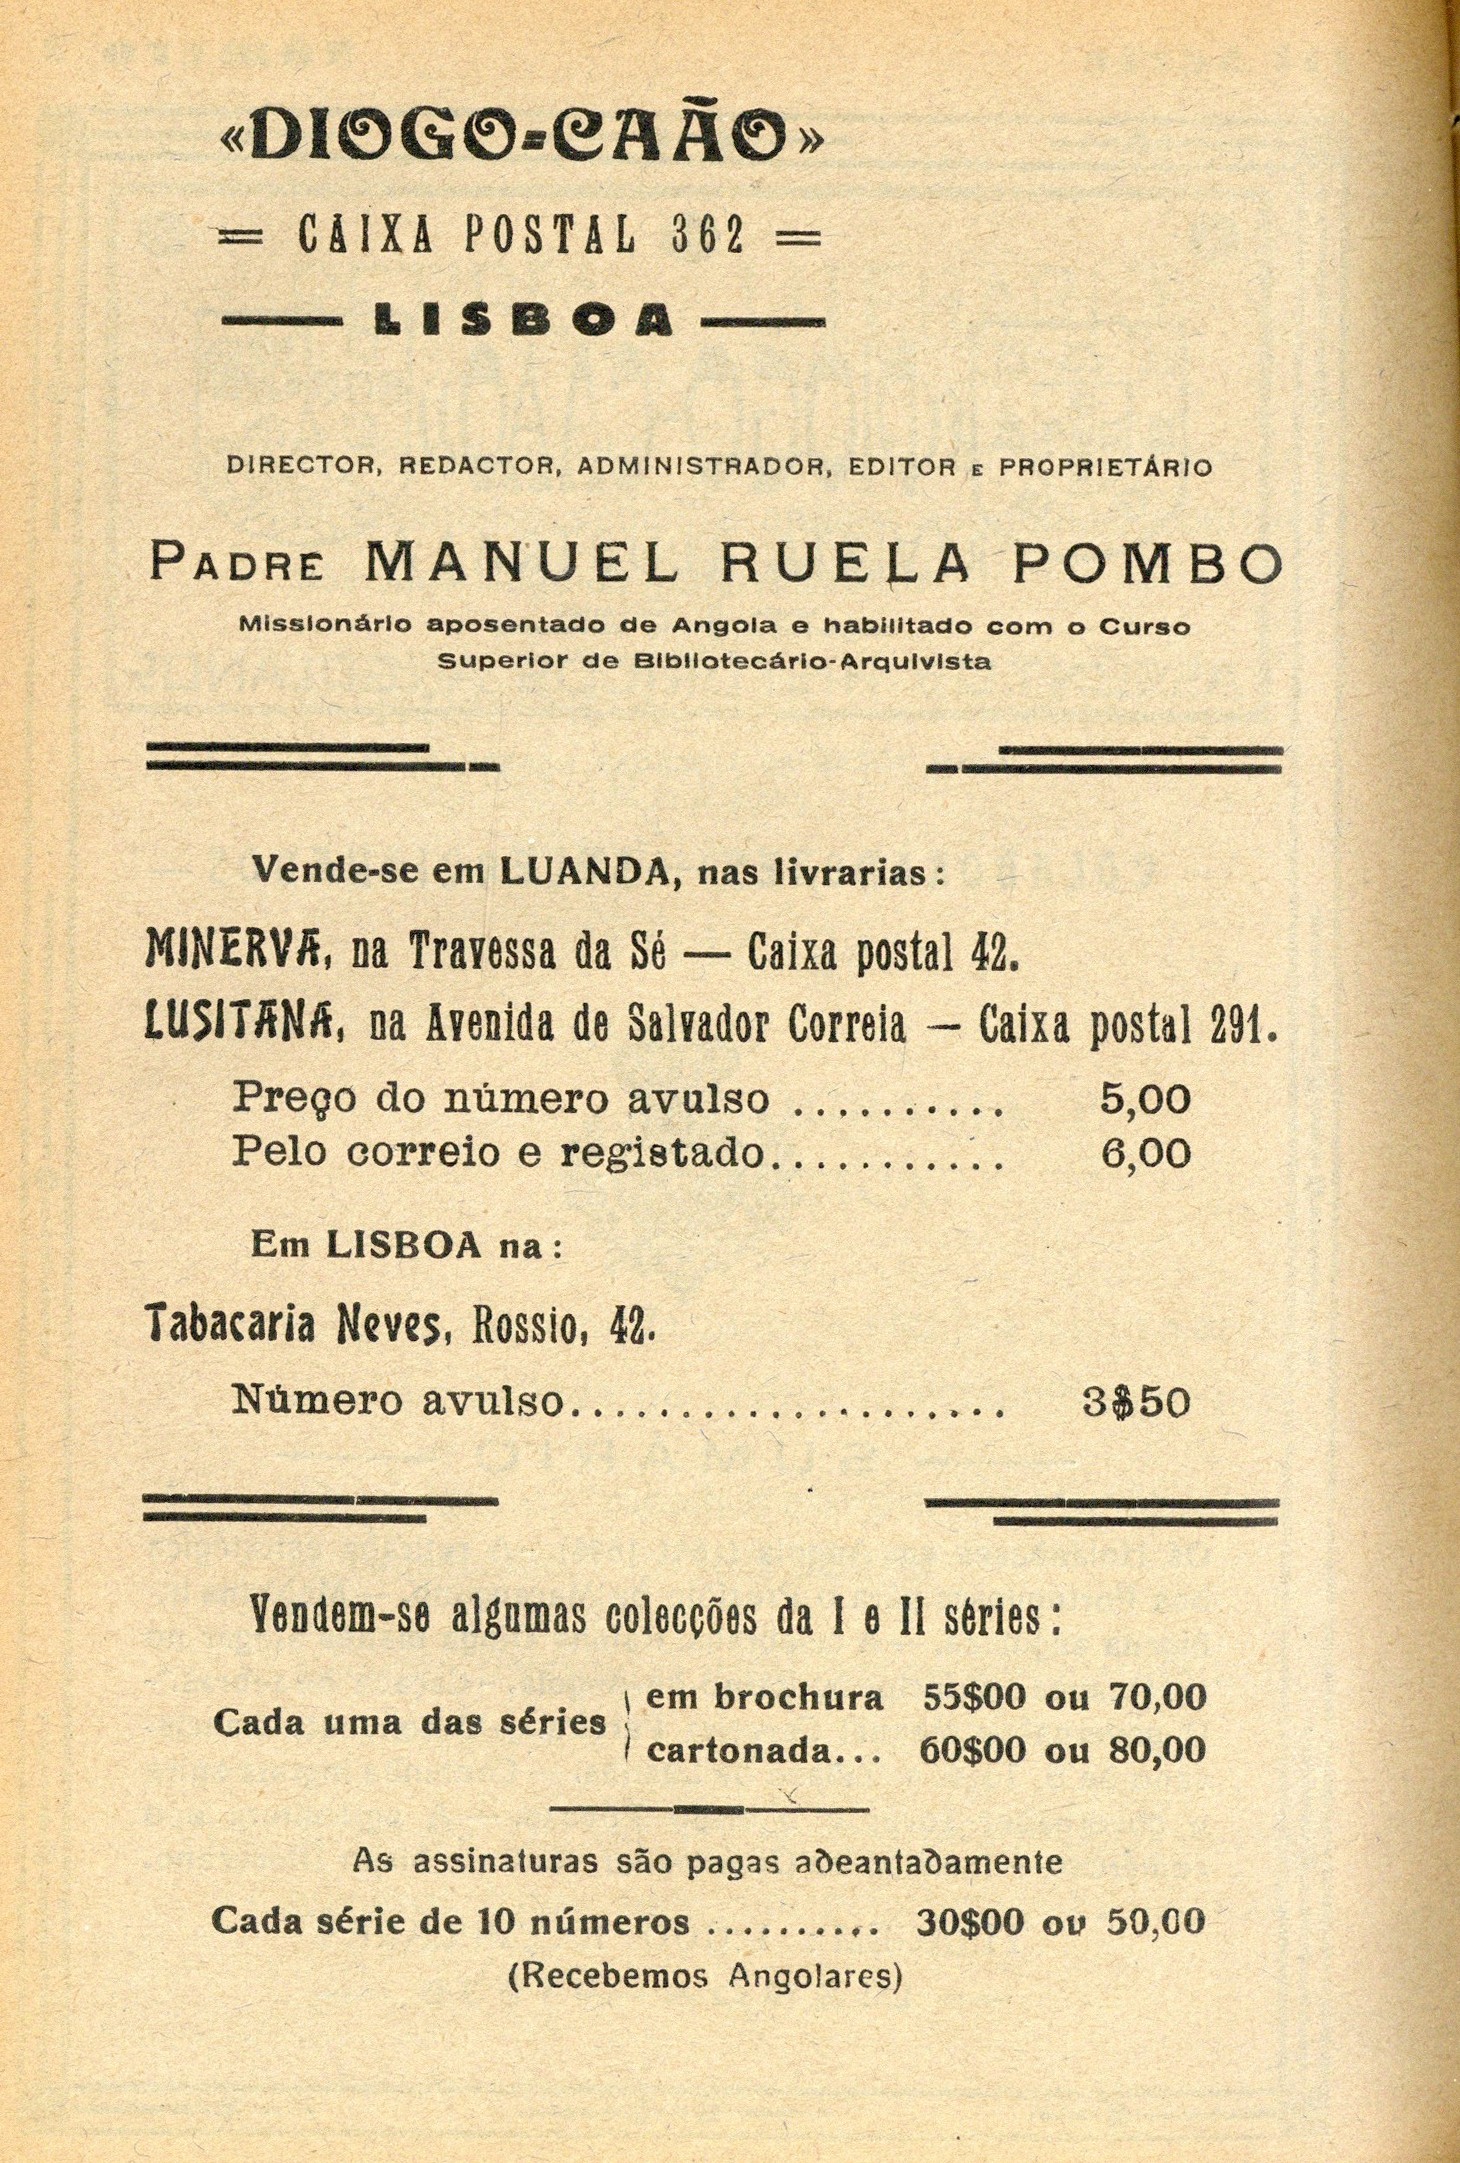 «DIOGO-CAÃO»
= CAIXA POSTAL 362 =
LISBOA
DIRECTOR, REDACTOR, ADMINISTRADOR, EDITOR E PROPRIETÁRIO
PADRE MANUEL RUELA POMBO
Missionário aposentado de Angola e habilitado com o Curso
Superior de Bibliotecário-Arquivista
Vende-se em LUANDA, nas livrarias:
MINERVA, na Travessa da Sé — Caixa postal 42.
LUSITANA, na Avenida de Salvador Correia — Caixa postal 291.
Preço do número avulso .......... 5,00
Pelo correio e registado........... 6,00
Em LISBOA na:
Tabacaria Neves, Rossio, 42.
Número avulso.................... 3$50
Vendem-se algumas colecções da I e II séries:
Cada uma das séries
em brochura 55$00 ou 70,00
cartonada... 60$00 ou 80,00
As assinaturas são pagas adeantadamente
Cada série de 10 números .......... 30$00 ou 50,00
(Recebemos Angolares)